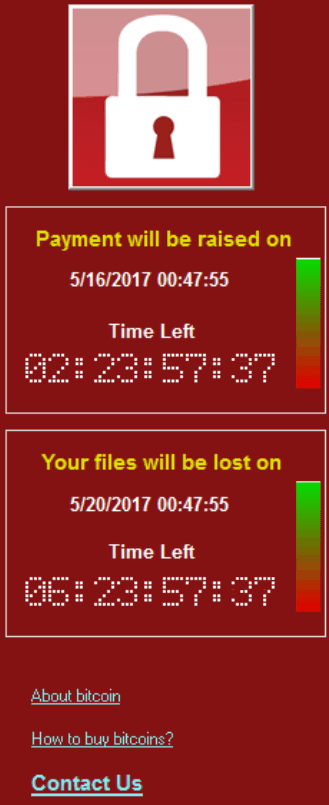 Payment will be raised on
5/16/2017 00:47:55
Time Left
02:23:57:37
Your files will be lost on
5/20/2017 00:47:55
Time Left
06:23:57:37
About bitcoin
How to buy bitcoins?
Contact Us